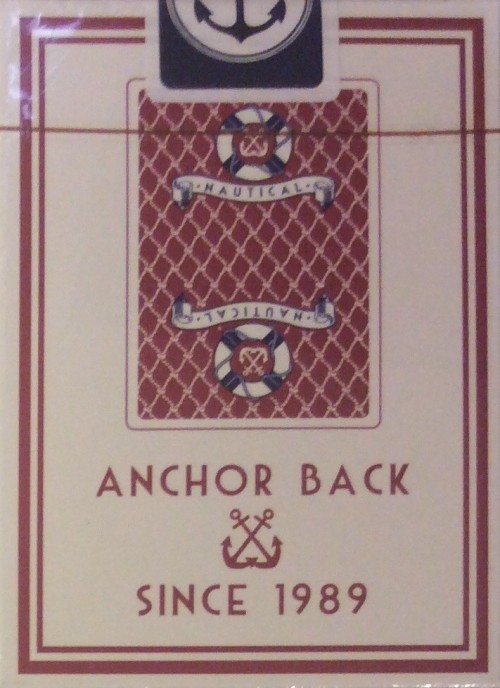 ·NAUTICAL·
·NAUTICAL·
ANCHOR BACK
SINCE 1989